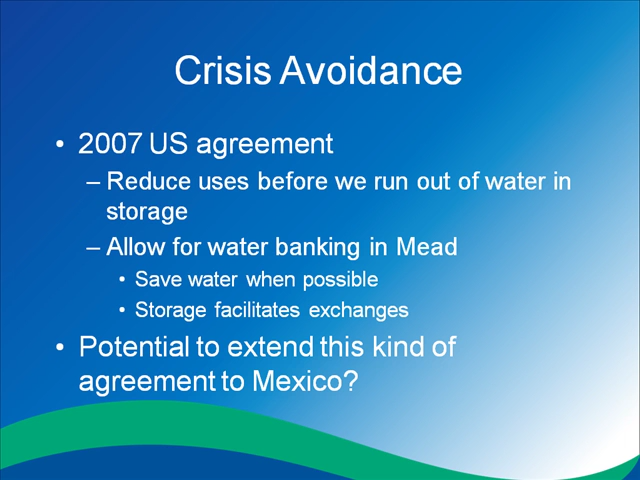 Crisis Avoidance
• 2007 US agreement
– Reduce uses before we run out of water in
storage
– Allow for water banking in Mead
• Save water when possible
• Storage facilitates exchanges
• Potential to extend this kind of
agreement to Mexico?